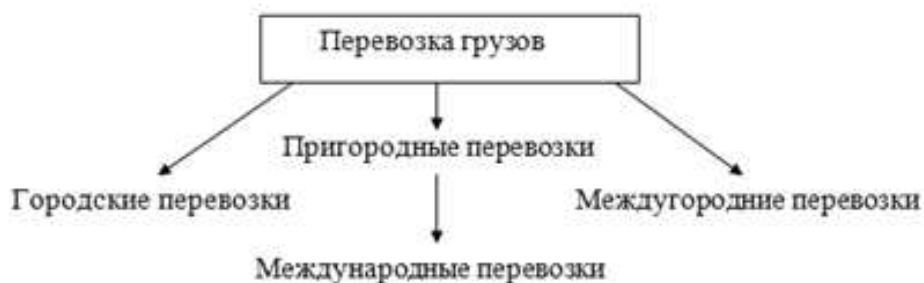 Перевозка грузов
Пригородные перевозки
Городские перевозки
Междугородние перевозки
Международные перевозки